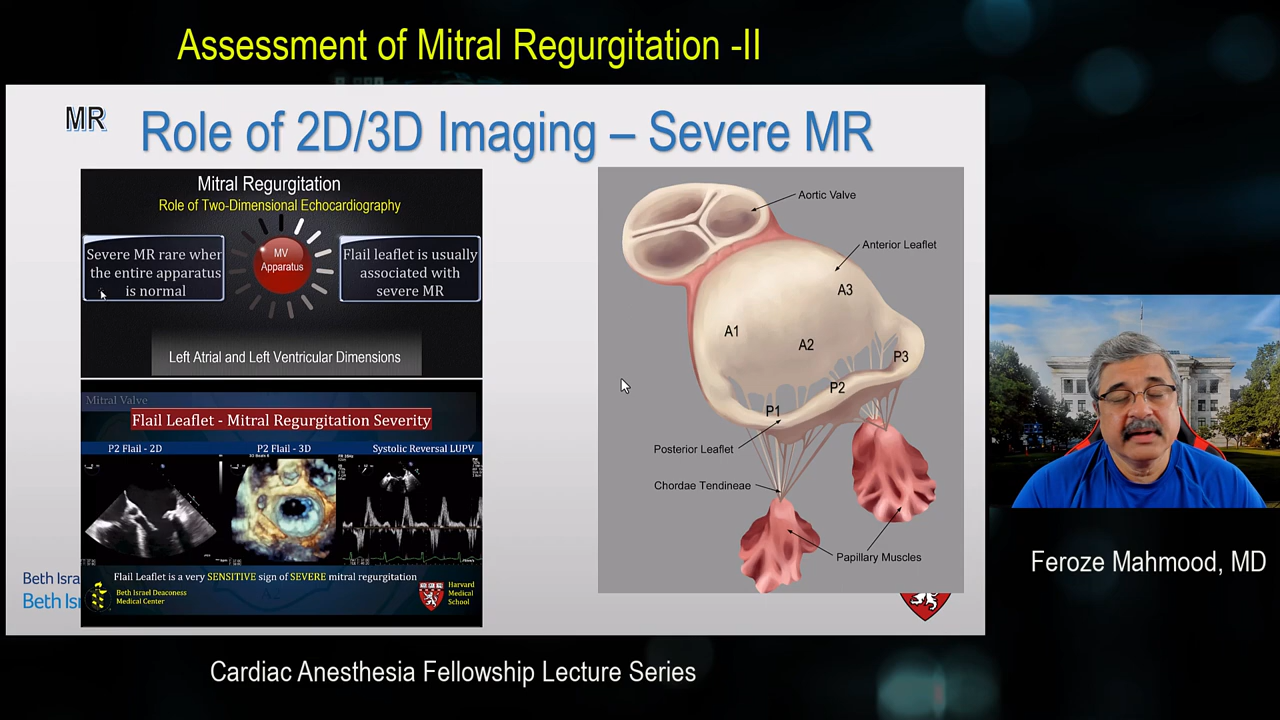 Assessment of Mitral Regurgitation -II
MR
Role of 2D/3D Imaging – Severe MR
Mitral Regurgitation
Role of Two-Dimensional Echocardiography
Severe MR rare when
the entire apparatus
is normal
MV
Apparatus
Flail leaflet is usually
associated with
severe MR
Left Atrial and Left Ventricular Dimensions
Mitral Valve
Flail Leaflet - Mitral Regurgitation Severity
P2 Flail - 2D
P2 Flail - 3D
Systolic Reversal LUPV
Flail Leaflet is a very SENSITIVE sign of SEVERE mitral regurgitation
Beth Israel Deaconess
Medical Center
Harvard
Medical
School
Beth Isra
Beth Isr
Aortic Valve
Anterior Leaflet
A3
A1
A2
P3
P2
P1
Posterior Leaflet
Chordae Tendineae
Papillary Muscles
Feroze Mahmood, MD
Cardiac Anesthesia Fellowship Lecture Series